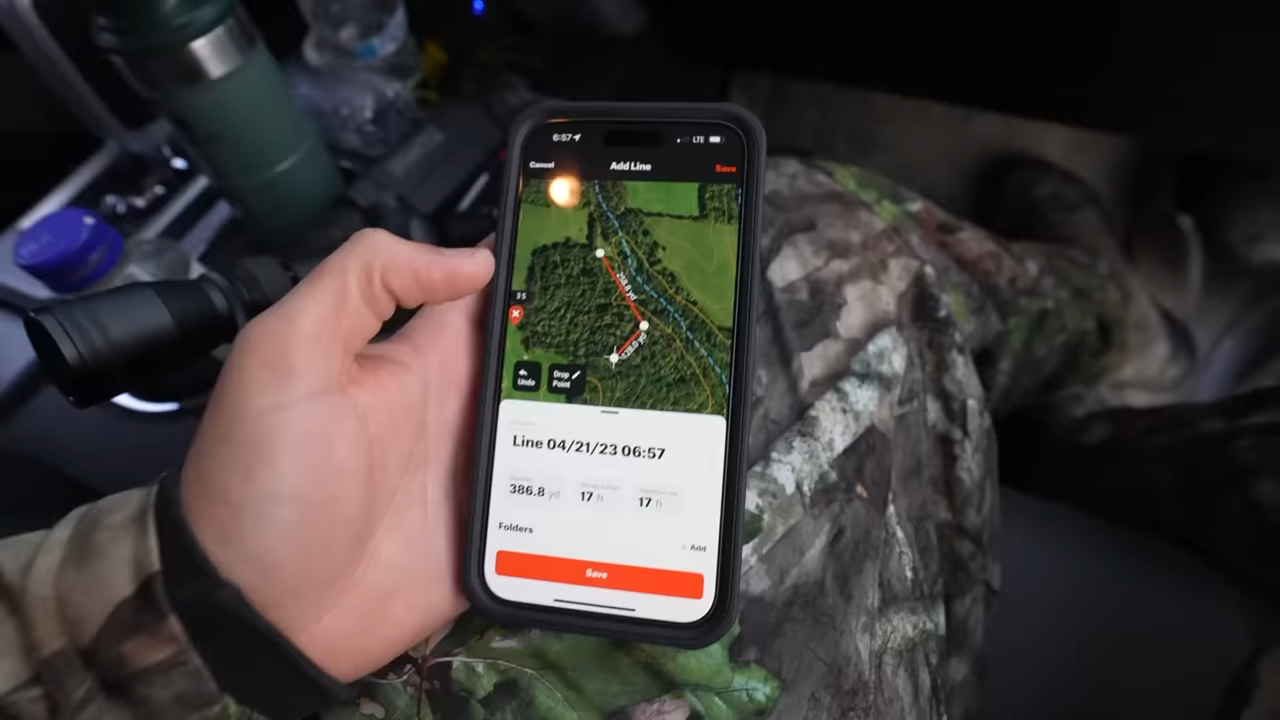 6:57
LTE
Cancel
Add Line
Save
35
Undo
Drop
Point
Line 04/21/23 06:57
386.8 yd
17 ft
17 ft
Folders
Add
Save